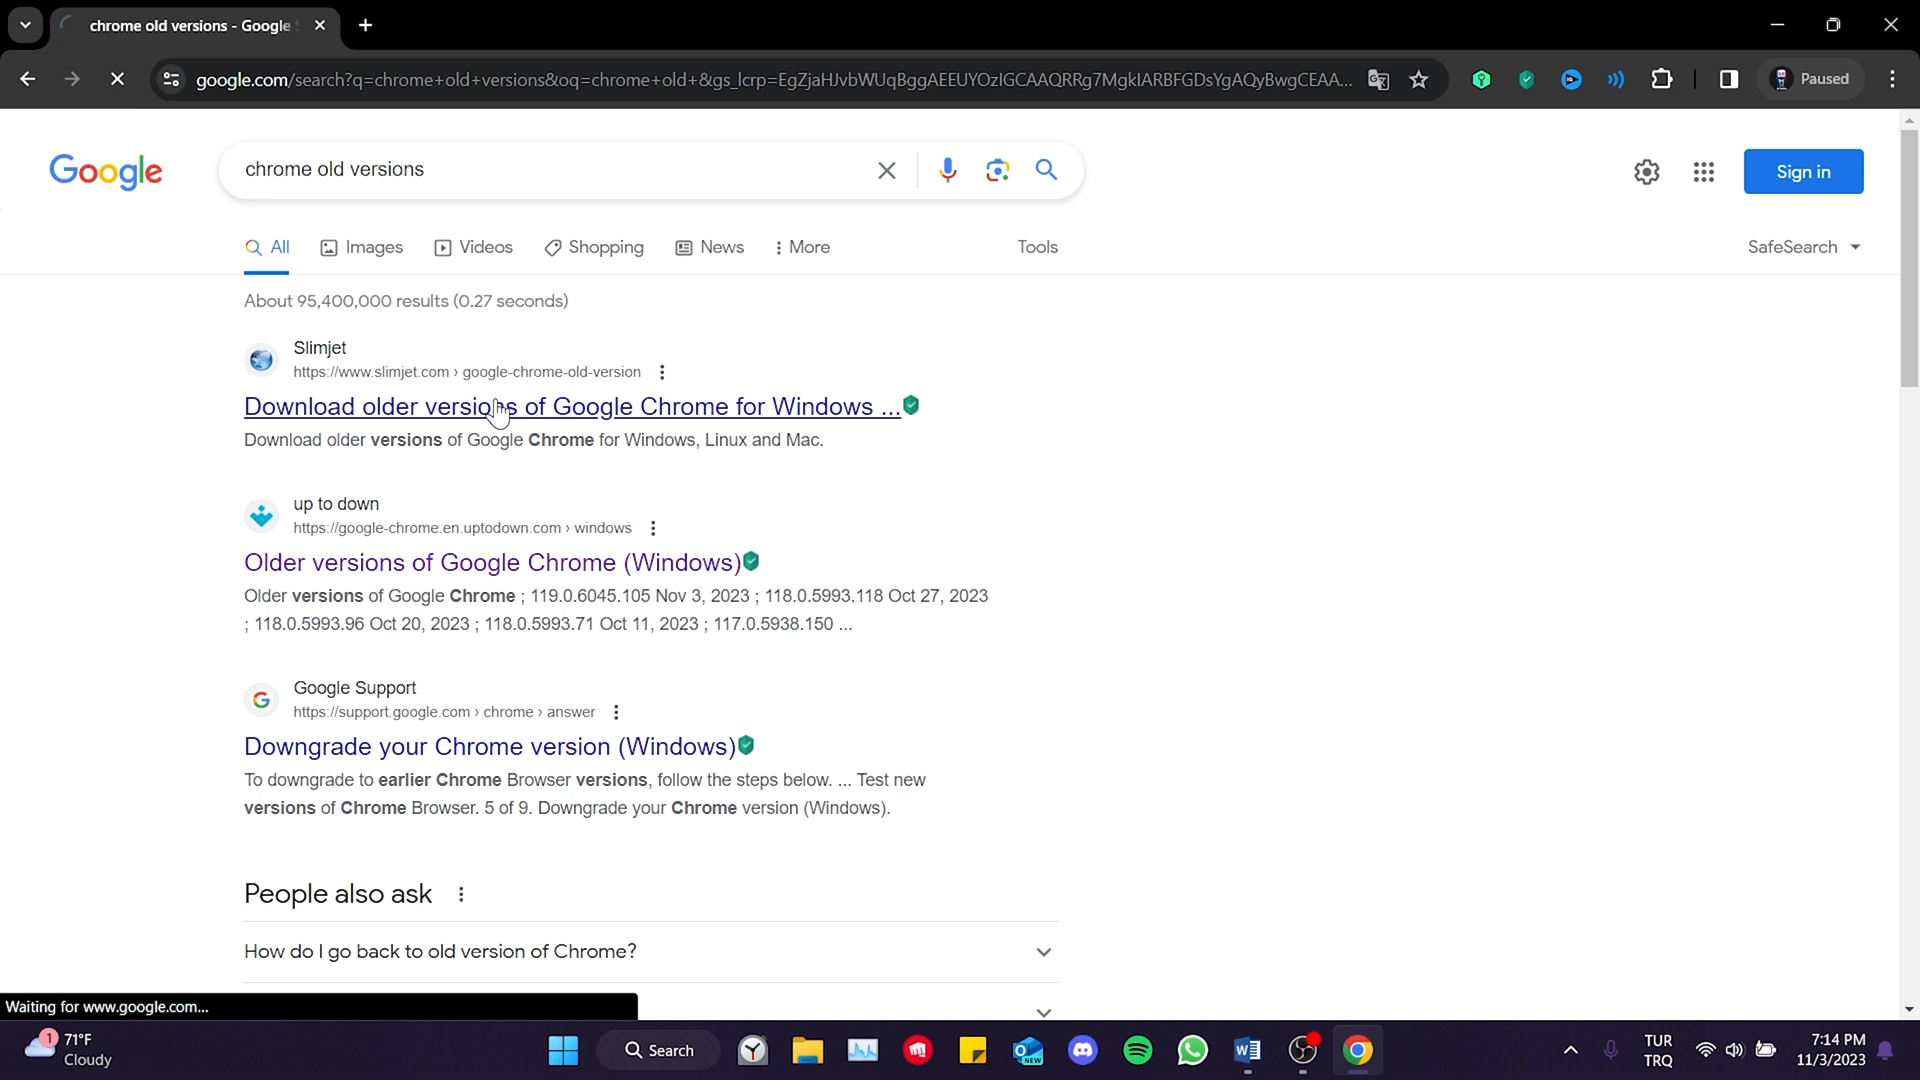 chrome old versions - Google
google.com/search?q=chrome+old+versions&oq=chrome+old+&gs_lcrp=EgZjaHJvbWUqBggAEEUYOzIGCAAQRRg7MgkIARBFGDsYgAQyBwgCEAA...
Paused
Google
chrome old versions
Sign in
All
Images
Videos
Shopping
News
More
Tools
SafeSearch
About 95,400,000 results (0.27 seconds)
Slimjet
https://www.slimjet.com › google-chrome-old-version
Download older versions of Google Chrome for Windows ...
Download older versions of Google Chrome for Windows, Linux and Mac.
up to down
https://google-chrome.en.uptodown.com › windows
Older versions of Google Chrome (Windows)
Older versions of Google Chrome ; 119.0.6045.105 Nov 3, 2023 ; 118.0.5993.118 Oct 27, 2023
; 118.0.5993.96 Oct 20, 2023 ; 118.0.5993.71 Oct 11, 2023 ; 117.0.5938.150 ...
Google Support
https://support.google.com › chrome › answer
Downgrade your Chrome version (Windows)
To downgrade to earlier Chrome Browser versions, follow the steps below. ... Test new
versions of Chrome Browser. 5 of 9. Downgrade your Chrome version (Windows).
People also ask
How do I go back to old version of Chrome?
Waiting for www.google.com...
1
71°F
Cloudy
Search
NEW
TUR
TRQ
7:14 PM
11/3/2023